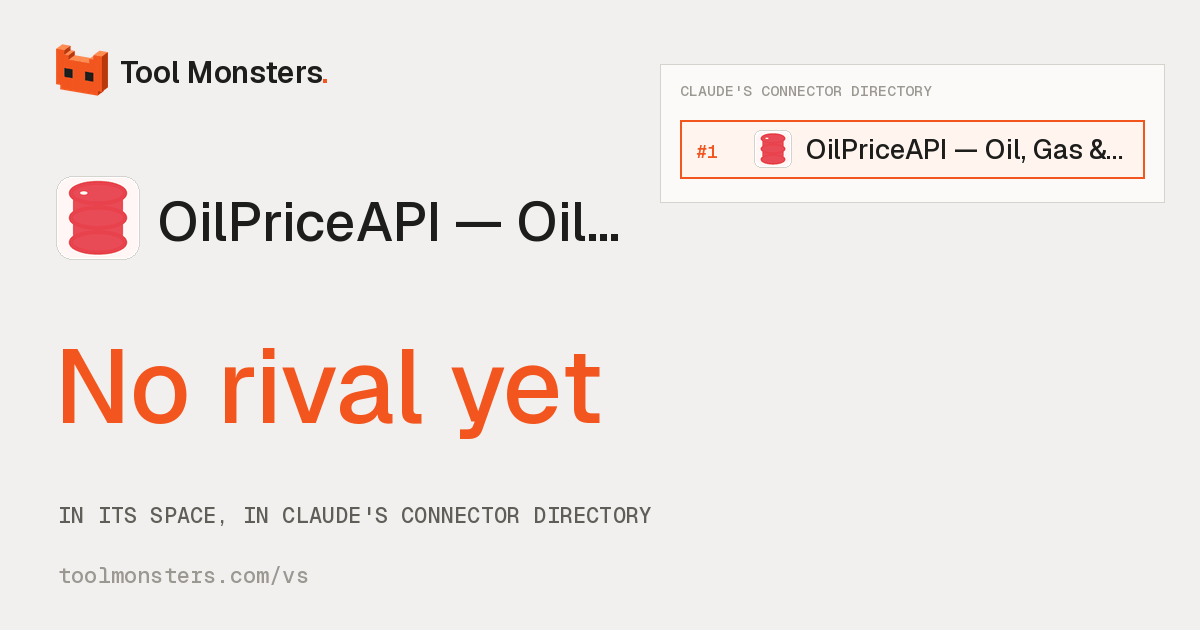 Tool Monsters.
CLAUDE'S CONNECTOR DIRECTORY
#1 OilPriceAPI — Oil, Gas &...
OilPriceAPI — Oil...
No rival yet
IN ITS SPACE, IN CLAUDE'S CONNECTOR DIRECTORY
toolmonsters.com/vs